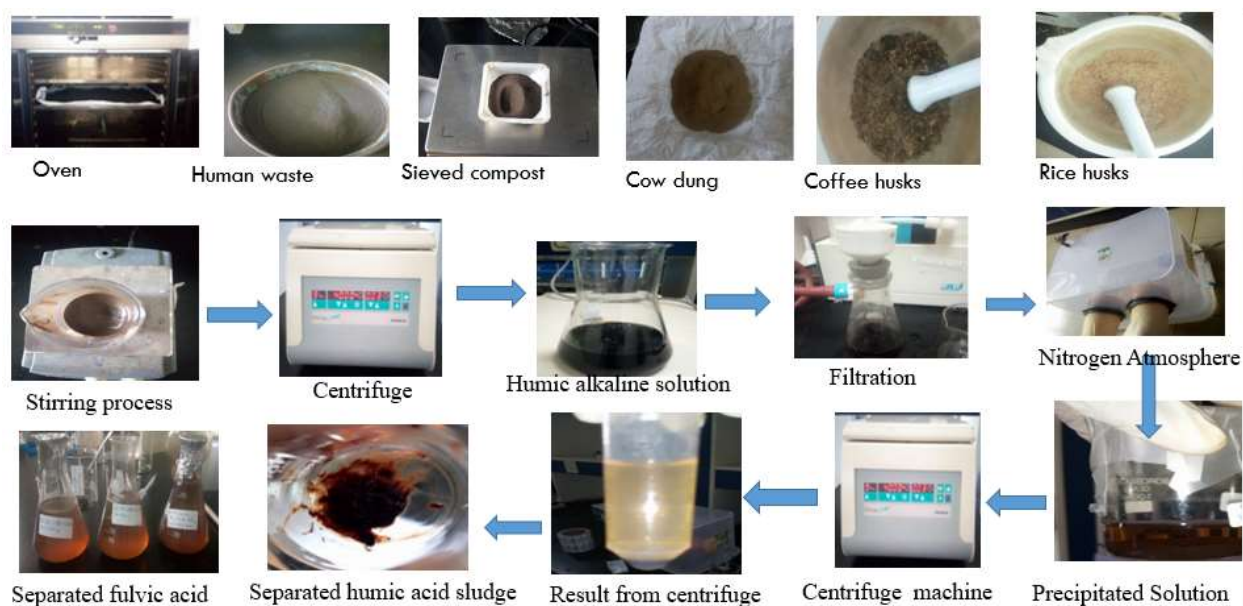 Oven
Human waste
Sieved compost
Cow dung
Coffee husks
Rice husks
Stirring process
Centrifuge
Humic alkaline solution
Filtration
Nitrogen Atmosphere
Separated fulvic acid
Separated humic acid sludge
Result from centrifuge
Centrifuge machine
Precipitated Solution